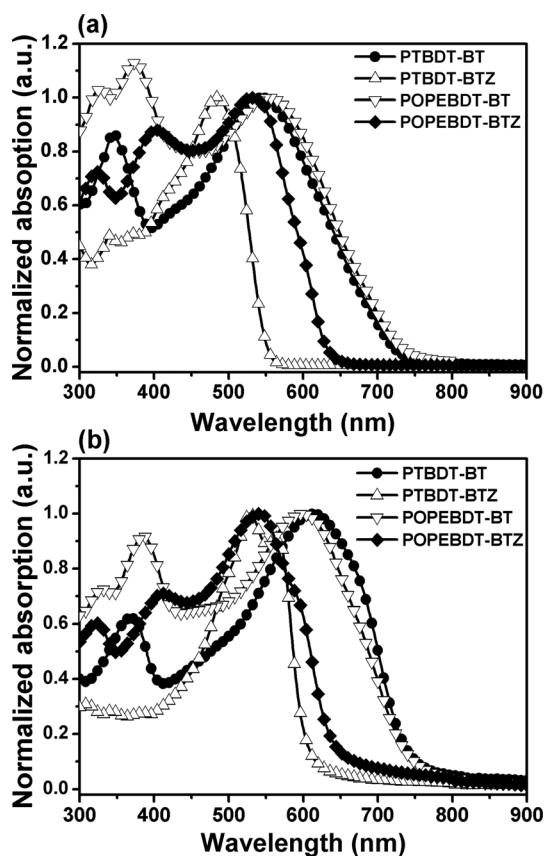 (a)
Normalized absoption (a.u.)
1.2
1.0
0.8
0.6
0.4
0.2
0.0
PTBDT-BT
PTBDT-BTZ
POPEBDT-BT
POPEBDT-BTZ
300 400 500 600 700 800 900
Wavelength (nm)
(b)
Normalized absorption (a.u.)
1.2
1.0
0.8
0.6
0.4
0.2
0.0
PTBDT-BT
PTBDT-BTZ
POPEBDT-BT
POPEBDT-BTZ
300 400 500 600 700 800 900
Wavelength (nm)